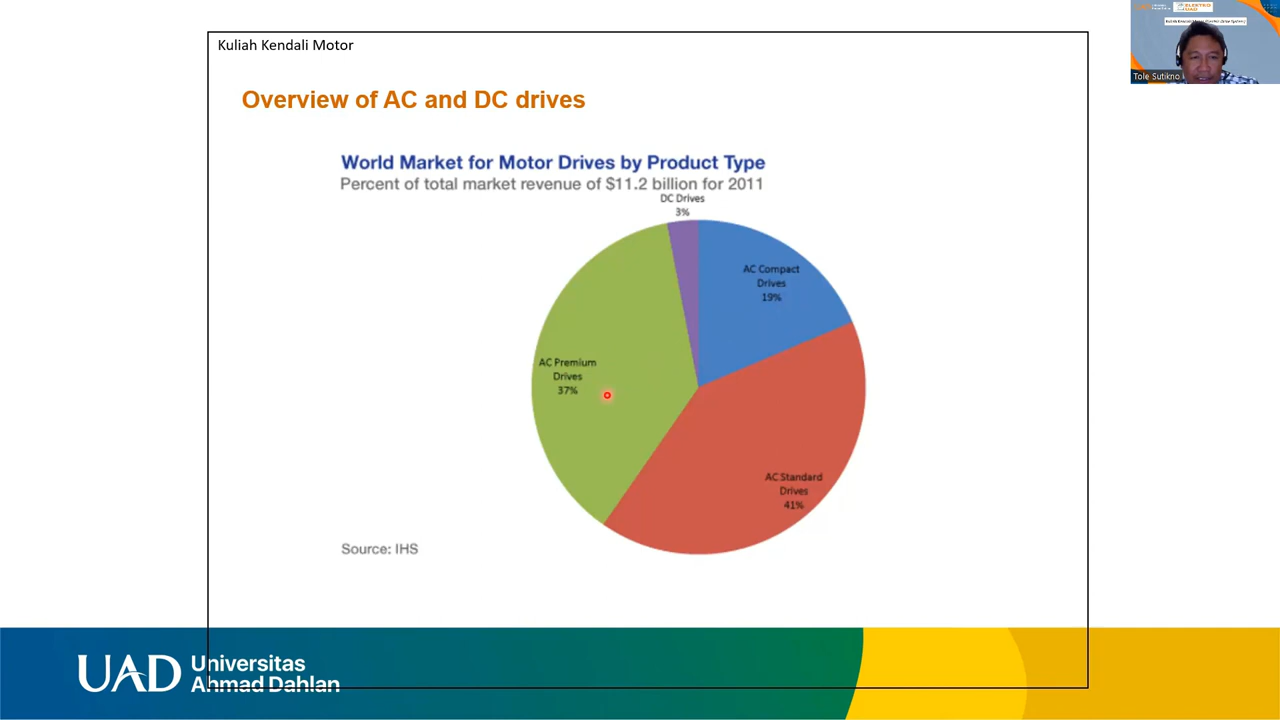 Kuliah Kendali Motor
Overview of AC and DC drives
World Market for Motor Drives by Product Type
Percent of total market revenue of $11.2 billion for 2011
DC Drives
3%
AC Compact
Drives
19%
AC Premium
Drives
37%
AC Standard
Drives
41%
Source: IHS
UAD
Universitas
Ahmad Dahlan
Tole Sutikno